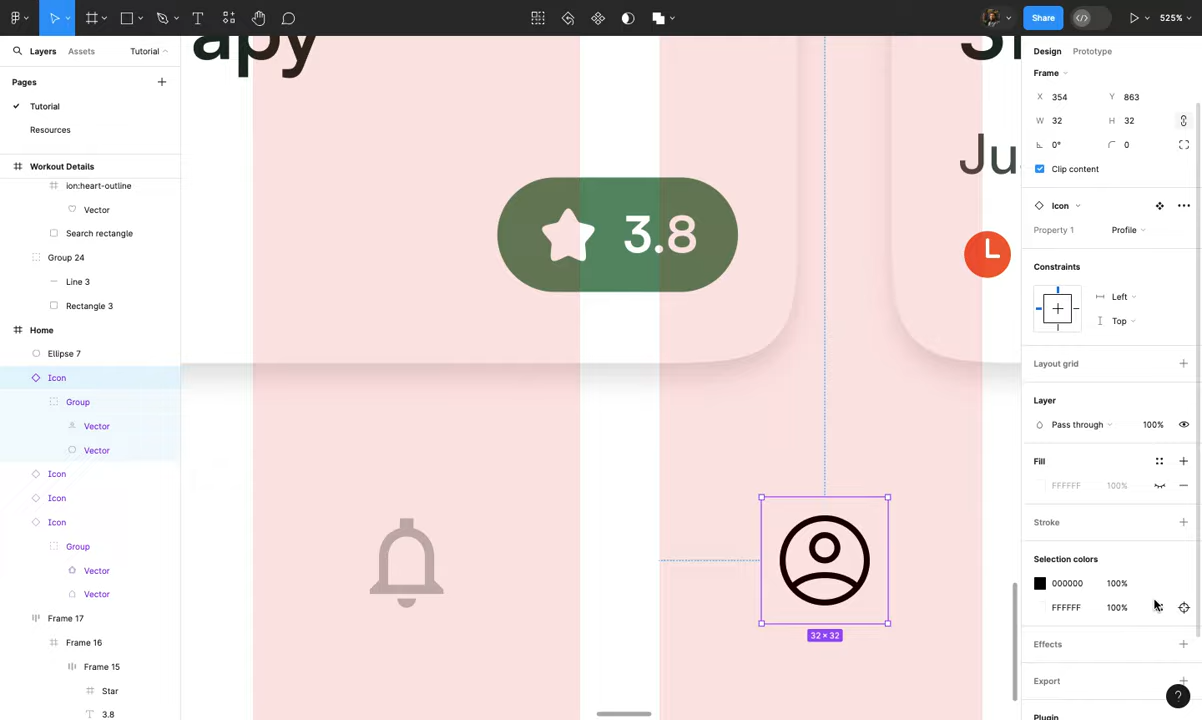 Share
525%
Layers
Assets
Tutorial
Design
Prototype
Pages
Tutorial
Resources
Workout Details
ion:heart-outline
Vector
Search rectangle
Group 24
Line 3
Rectangle 3
Home
Ellipse 7
Icon
Group
Vector
Vector
Icon
Icon
Icon
Group
Vector
Vector
Frame 17
Frame 16
Frame 15
Star
3.8
apy
3.8
Ju
32 × 32
Frame
X 354
Y 863
W 32
H 32
0°
0
Clip content
Icon
Property 1
Profile
Constraints
Left
Top
Layout grid
Layer
Pass through
100%
Fill
FFFFFF
100%
Stroke
Selection colors
000000
100%
FFFFFF
100%
Effects
Export
Plugin
?